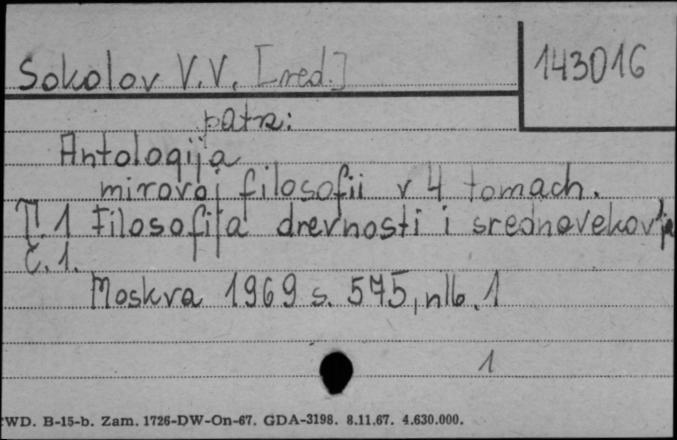 143016
Sokolov V.V. [red.]
patrz:
Antologija
mirovoj filosofii v 4 tomach.
T.1 Filosofija drevnosti i srednevekov'ja
č.1.
Moskva 1969 s. 575, nlb. 1
1
WD. B-15-b. Zam. 1726-DW-On-67. GDA-3198. 8.11.67. 4.630.000.